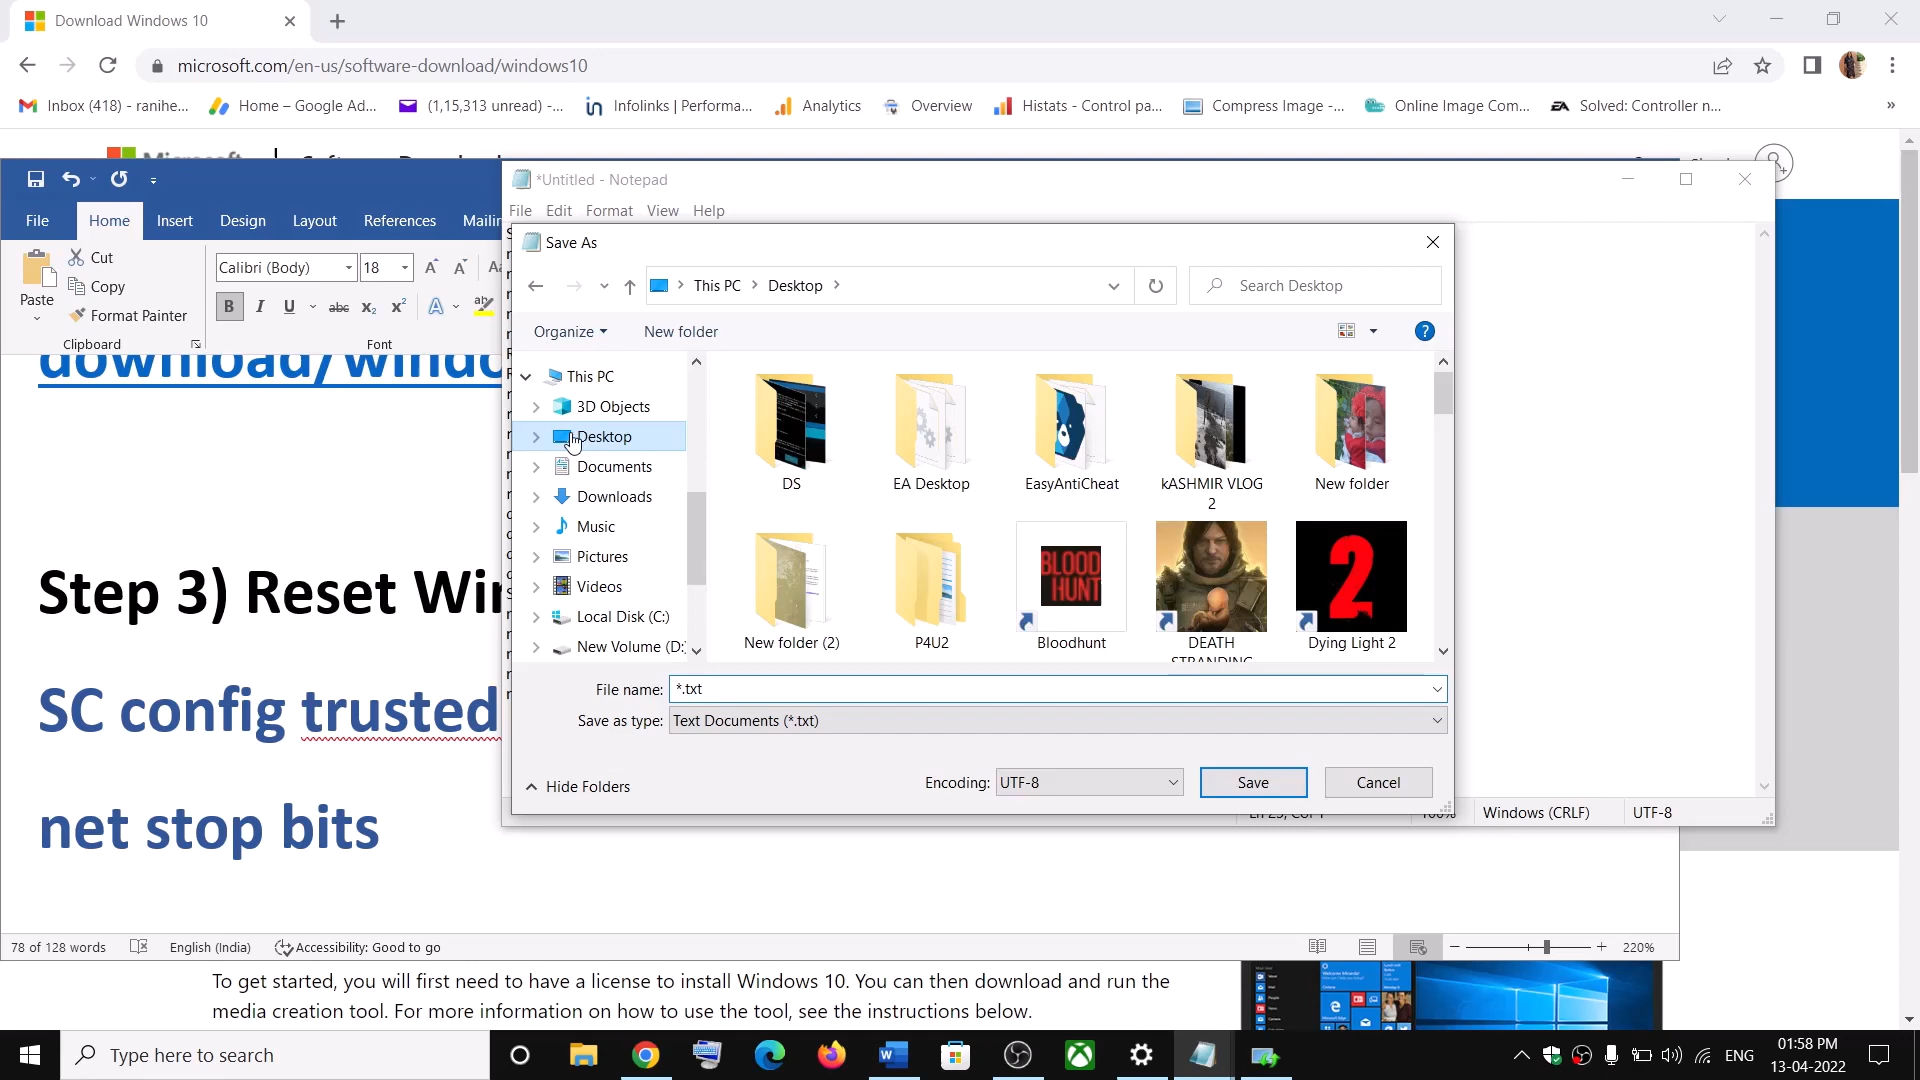 Download Windows 10
microsoft.com/en-us/software-download/windows10
Inbox (418) - ranihe...
Home – Google Ad...
(1,15,313 unread) -...
Infolinks | Performa...
Analytics
Overview
Histats - Control pa...
Compress Image -...
Online Image Com...
Solved: Controller n...
*Untitled - Notepad
File Edit Format View Help
File Home Insert Design Layout References Mailin
Paste
Cut
Copy
Format Painter
Clipboard
Calibri (Body) 18
Font
download/windo
Step 3) Reset Win
SC config trusted
net stop bits
78 of 128 words
English (India)
Accessibility: Good to go
220%
Save As
This PC > Desktop >
Search Desktop
Organize
New folder
This PC
3D Objects
Desktop
Documents
Downloads
Music
Pictures
Videos
Local Disk (C:)
New Volume (D:)
DS
EA Desktop
EasyAntiCheat
kASHMIR VLOG
2
New folder
New folder (2)
P4U2
BLOOD
HUNT
Bloodhunt
DEATH
STRANDING
2
Dying Light 2
File name: *.txt
Save as type: Text Documents (*.txt)
Hide Folders
Encoding: UTF-8
Save
Cancel
100%
Windows (CRLF)
UTF-8
To get started, you will first need to have a license to install Windows 10. You can then download and run the
media creation tool. For more information on how to use the tool, see the instructions below.
Type here to search
ENG
01:58 PM
13-04-2022